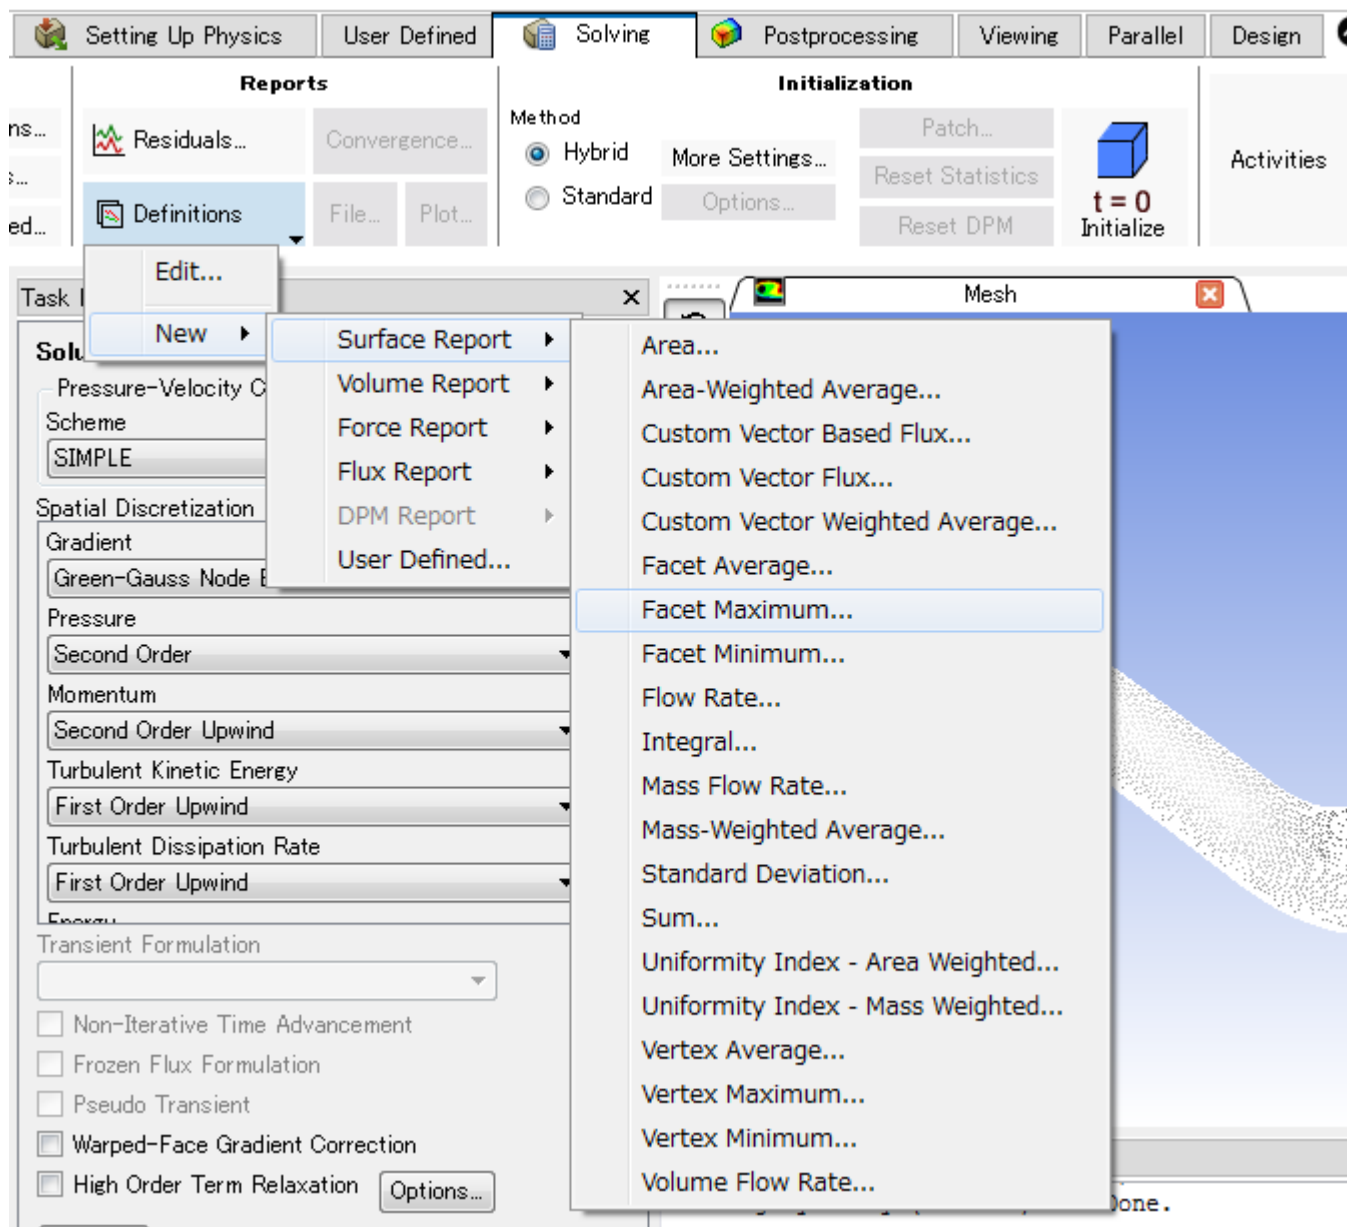 Setting Up Physics
User Defined
Solving
Postprocessing
Viewing
Parallel
Design
Reports
Initialization
ns...
Residuals...
Convergence...
Method
Hybrid
More Settings...
Patch...
Activities
s...
Reset Statistics
Definitions
File...
Plot...
Standard
Options...
t = 0
ed...
Reset DPM
Initialize
Edit...
Task
Mesh
New
Surface Report
Area...
Solu
Pressure-Velocity C
Volume Report
Area-Weighted Average...
Scheme
Force Report
Custom Vector Based Flux...
SIMPLE
Flux Report
Custom Vector Flux...
Spatial Discretization
DPM Report
Custom Vector Weighted Average...
Gradient
User Defined...
Facet Average...
Green-Gauss Node B
Facet Maximum...
Pressure
Second Order
Facet Minimum...
Momentum
Flow Rate...
Second Order Upwind
Integral...
Turbulent Kinetic Energy
Mass Flow Rate...
First Order Upwind
Mass-Weighted Average...
Turbulent Dissipation Rate
Standard Deviation...
First Order Upwind
Energy
Sum...
Transient Formulation
Uniformity Index - Area Weighted...
Uniformity Index - Mass Weighted...
Non-Iterative Time Advancement
Vertex Average...
Frozen Flux Formulation
Vertex Maximum...
Pseudo Transient
Vertex Minimum...
Warped-Face Gradient Correction
High Order Term Relaxation
Options...
Volume Flow Rate...
Done.